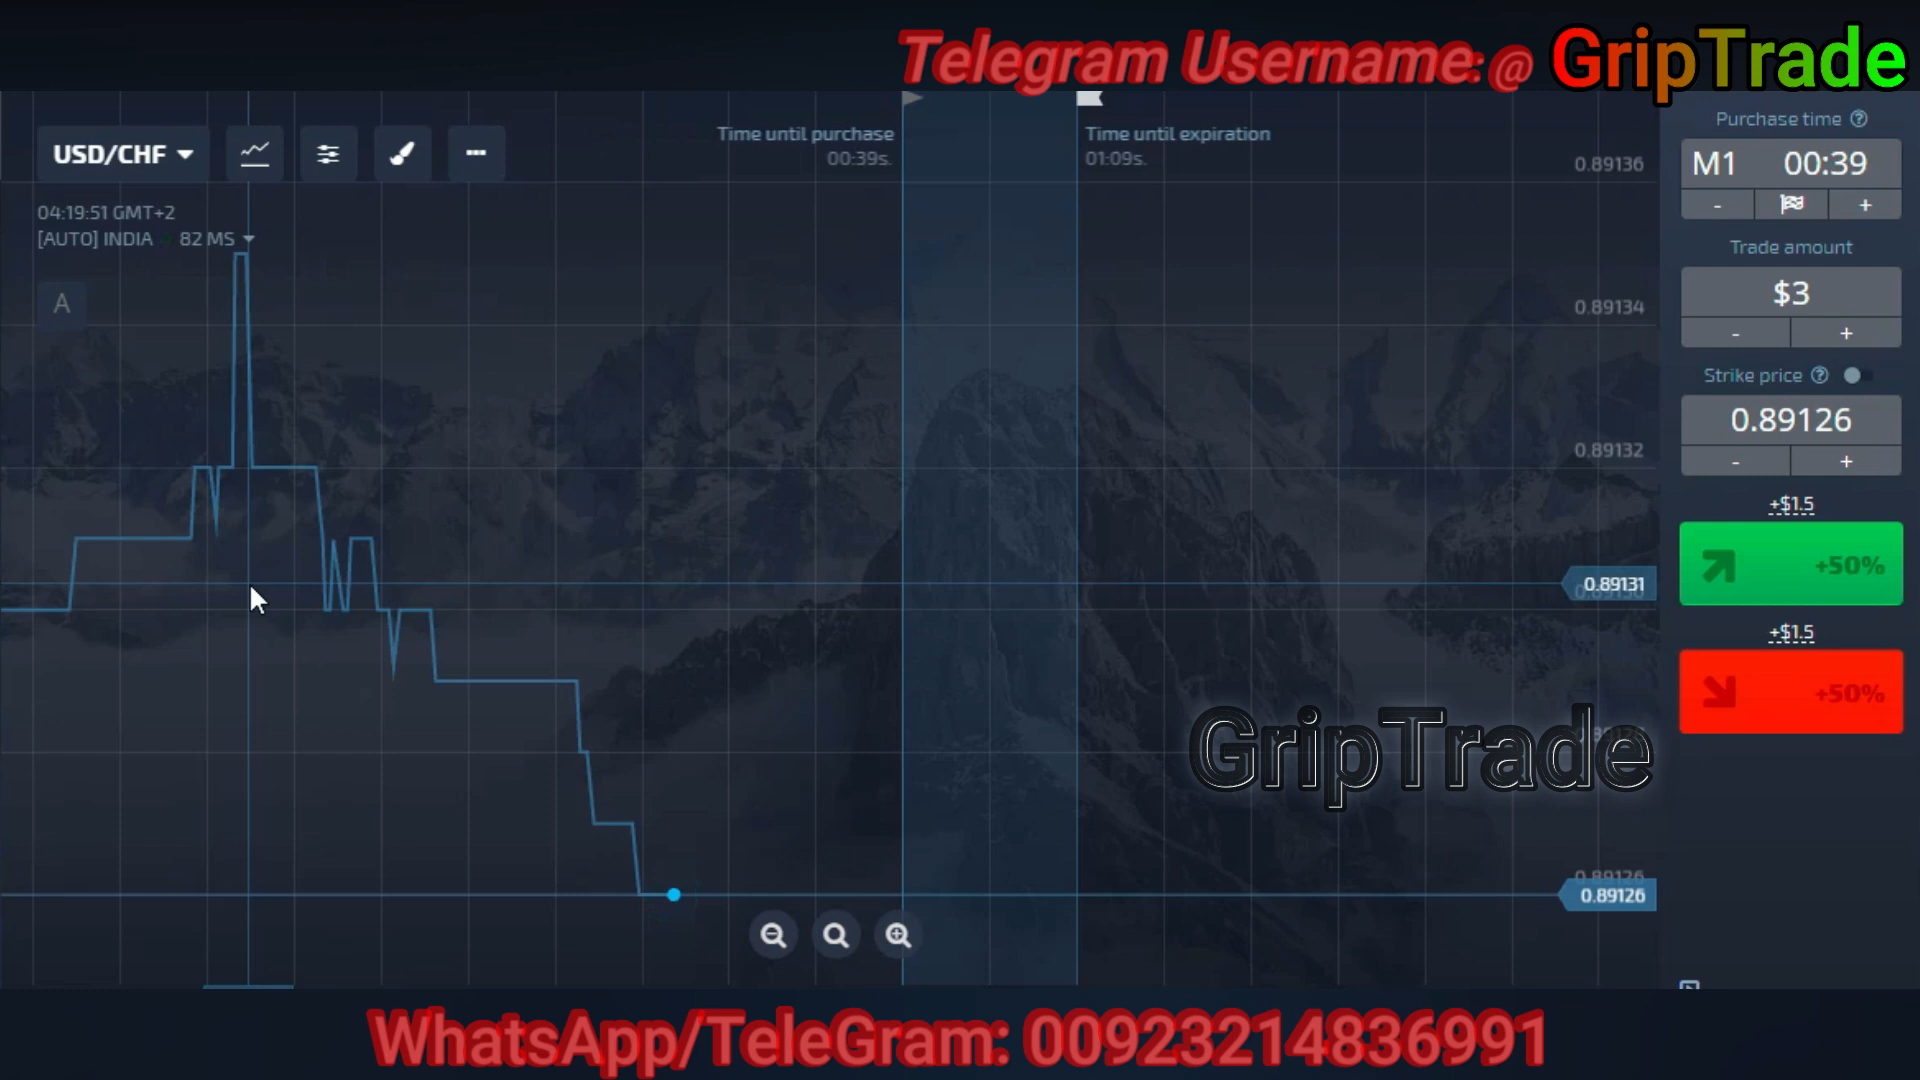 Telegram Username:@ GripTrade
USD/CHF
Time until purchase
00:39s.
Time until expiration
01:09s.
04:19:51 GMT+2
[AUTO] INDIA 82 MS
A
0.89136
0.89134
0.89132
0.89131
0.89126
0.89126
Purchase time ?
M1 00:39
- +
Trade amount
$3
- +
Strike price ?
0.89126
- +
+$1.5
+50%
+$1.5
+50%
GripTrade
WhatsApp/TeleGram: 00923214836991